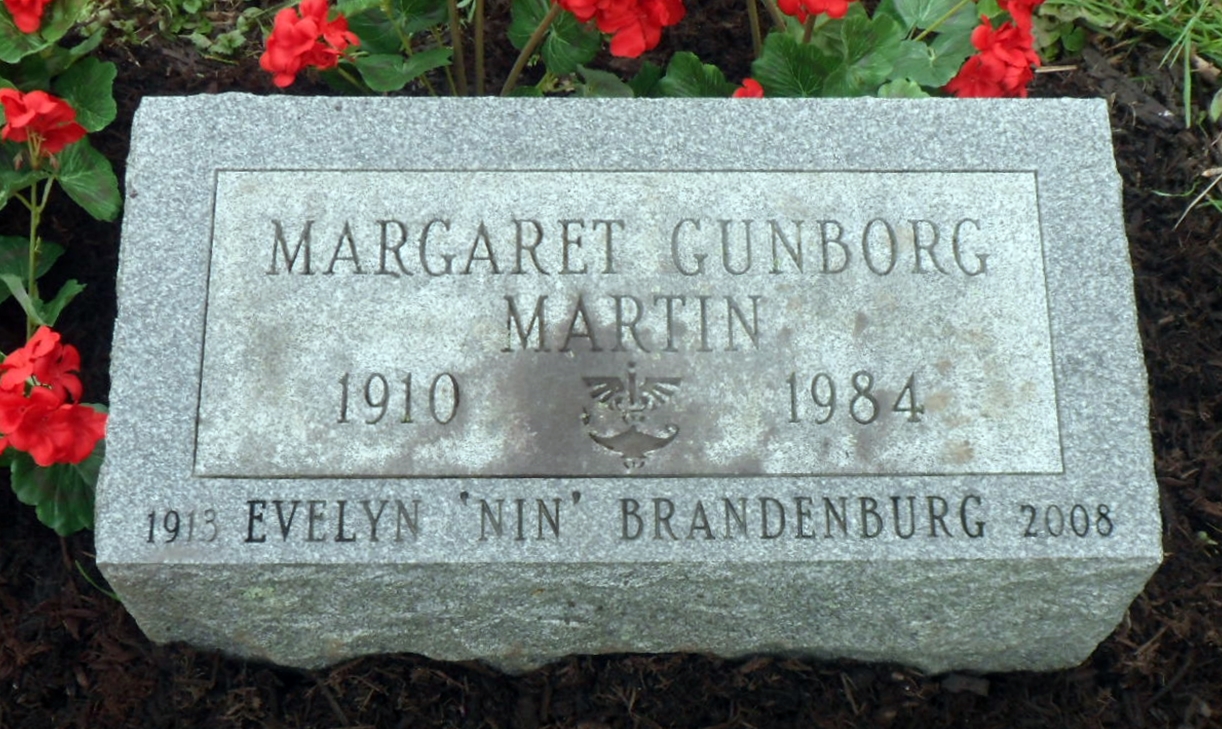 MARGARET GUNBORG
MARTIN
1910 1984
1913 EVELYN "NIN" BRANDENBURG 2008